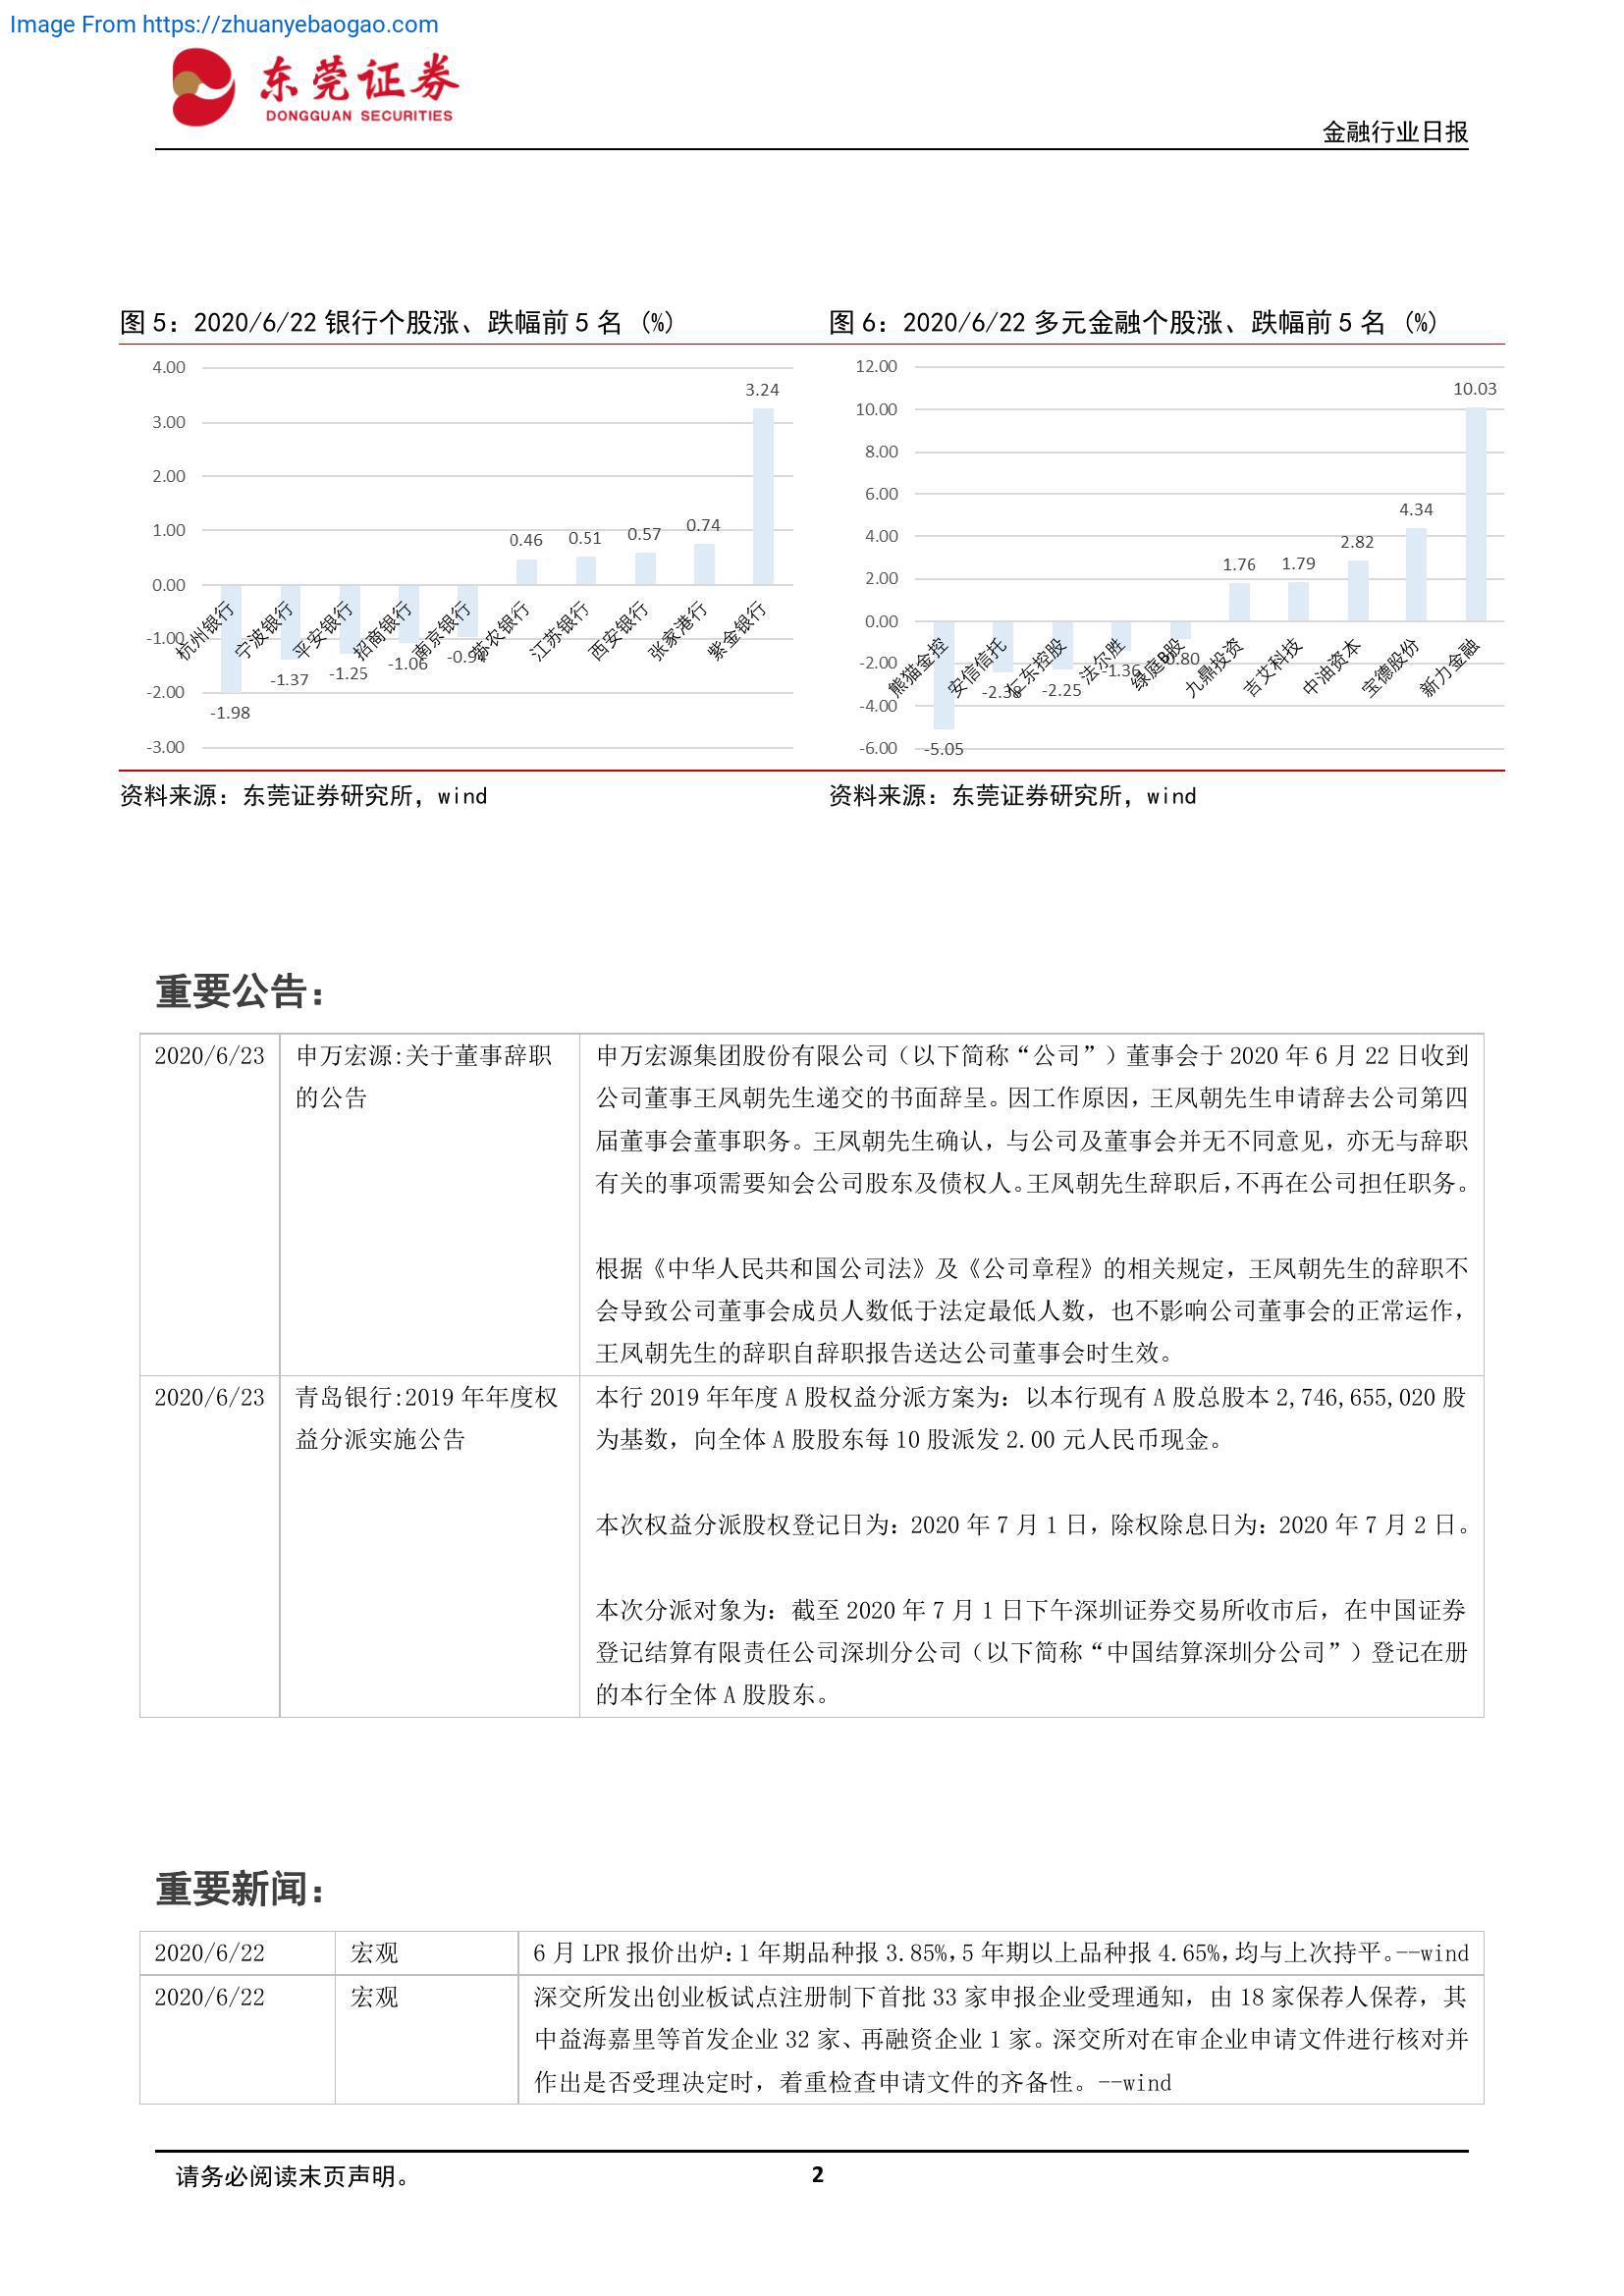 Image From https://zhuanyebaogao.com
东莞证券
DONGGUAN SECURITIES
金融行业日报
图 5：2020/6/22 银行个股涨、跌幅前 5 名 (%)
4.00
3.00
2.00
1.00
0.00
-1.00
-2.00
-3.00
-1.98
-1.37
-1.25
-1.06
0.46
0.51
0.57
0.74
3.24
杭州银行
宁波银行
平安银行
招商银行
南京银行
苏农银行
江苏银行
西安银行
张家港行
紫金银行
资料来源：东莞证券研究所，wind
图 6：2020/6/22 多元金融个股涨、跌幅前 5 名 (%)
12.00
10.00
8.00
6.00
4.00
2.00
0.00
-2.00
-4.00
-6.00
-5.05
-2.38
-2.25
-1.36
-0.80
1.76
1.79
2.82
4.34
10.03
熊猫金控
安信信托
仁东控股
法尔胜
绿庭B股
九鼎投资
吉艾科技
中油资本
宝德股份
新力金融
资料来源：东莞证券研究所，wind
重要公告：
2020/6/23
申万宏源:关于董事辞职
的公告
申万宏源集团股份有限公司（以下简称“公司”）董事会于 2020 年 6 月 22 日收到
公司董事王凤朝先生递交的书面辞呈。因工作原因，王凤朝先生申请辞去公司第四
届董事会董事职务。王凤朝先生确认，与公司及董事会并无不同意见，亦无与辞职
有关的事项需要知会公司股东及债权人。王凤朝先生辞职后，不再在公司担任职务。
根据《中华人民共和国公司法》及《公司章程》的相关规定，王凤朝先生的辞职不
会导致公司董事会成员人数低于法定最低人数，也不影响公司董事会的正常运作，
王凤朝先生的辞职自辞职报告送达公司董事会时生效。
2020/6/23
青岛银行:2019 年年度权
益分派实施公告
本行 2019 年年度 A 股权益分派方案为：以本行现有 A 股总股本 2,746,655,020 股
为基数，向全体 A 股股东每 10 股派发 2.00 元人民币现金。
本次权益分派股权登记日为：2020 年 7 月 1 日，除权除息日为：2020 年 7 月 2 日。
本次分派对象为：截至 2020 年 7 月 1 日下午深圳证券交易所收市后，在中国证券
登记结算有限责任公司深圳分公司（以下简称“中国结算深圳分公司”）登记在册
的本行全体 A 股股东。
重要新闻：
2020/6/22
宏观
6 月 LPR 报价出炉：1 年期品种报 3.85%，5 年期以上品种报 4.65%，均与上次持平。--wind
2020/6/22
宏观
深交所发出创业板试点注册制下首批 33 家申报企业受理通知，由 18 家保荐人保荐，其
中益海嘉里等首发企业 32 家、再融资企业 1 家。深交所对在审企业申请文件进行核对并
作出是否受理决定时，着重检查申请文件的齐备性。--wind
请务必阅读末页声明。
2